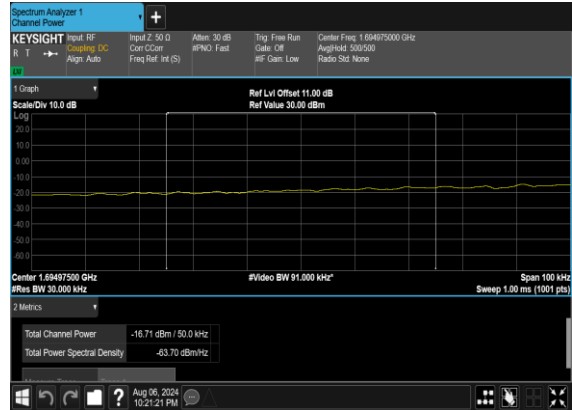 Spectrum Analyzer 1
Channel Power
KEYSIGHT
R T
LW
Input: RF
Coupling: DC
Align: Auto
Input Z: 50 Ω
Corr CCorr
Freq Ref: Int (S)
Atten: 30 dB
#PNO: Fast
Trig: Free Run
Gate: Off
#IF Gain: Low
Center Freq: 1.694975000 GHz
Avg|Hold: 500/500
Radio Std: None
1 Graph
Scale/Div 10.0 dB
Ref Lvl Offset 11.00 dB
Ref Value 30.00 dBm
Log
20.0
10.0
0.00
-10.0
-20.0
-30.0
-40.0
-50.0
-60.0
Center 1.69497500 GHz
#Res BW 30.000 kHz
#Video BW 91.000 kHz*
Span 100 kHz
Sweep 1.00 ms (1001 pts)
2 Metrics
Total Channel Power -16.71 dBm / 50.0 kHz
Total Power Spectral Density -63.70 dBm/Hz
?
Aug 06, 2024
10:21:21 PM